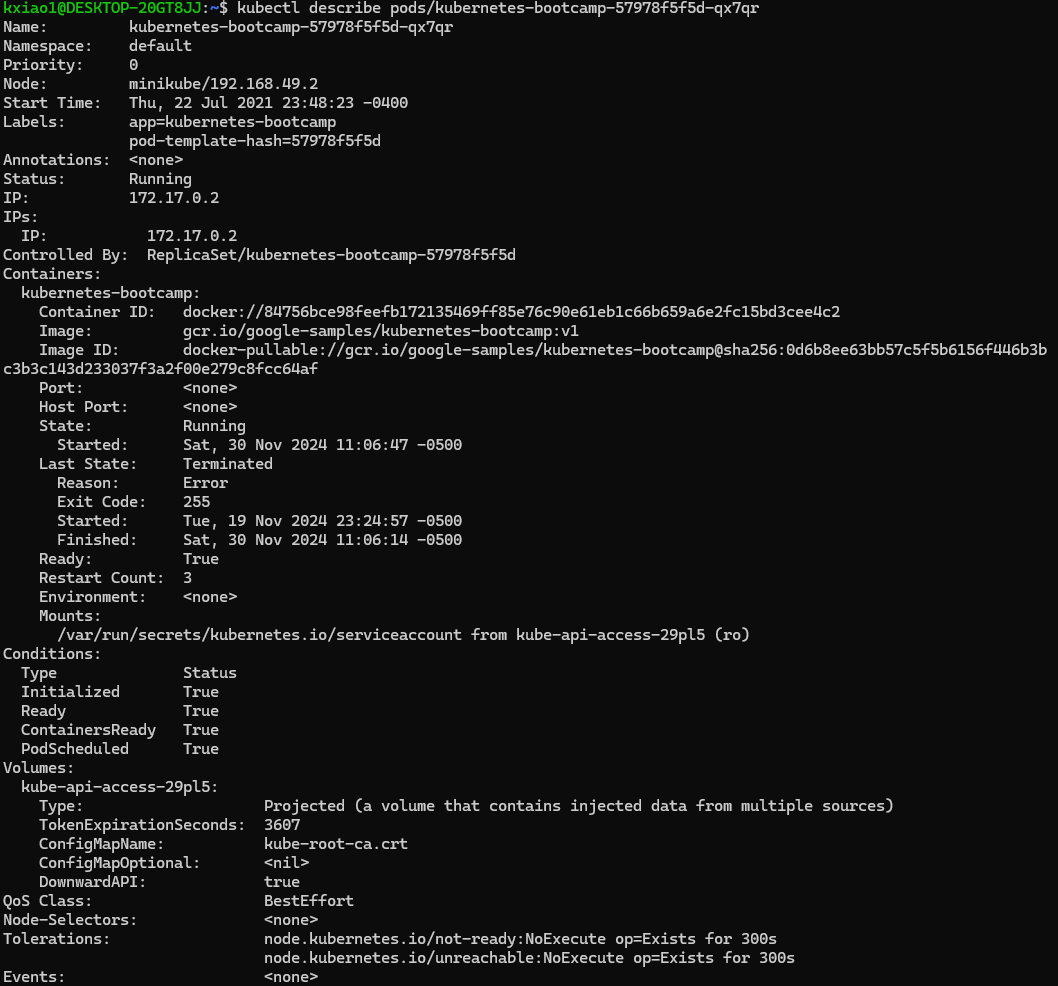 kxiao1@DESKTOP-20GT8JJ:~$ kubectl describe pods/kubernetes-bootcamp-57978f5f5d-qx7qr
Name:         kubernetes-bootcamp-57978f5f5d-qx7qr
Namespace:    default
Priority:     0
Node:         minikube/192.168.49.2
Start Time:   Thu, 22 Jul 2021 23:48:23 -0400
Labels:       app=kubernetes-bootcamp
              pod-template-hash=57978f5f5d
Annotations:  <none>
Status:       Running
IP:           172.17.0.2
IPs:
  IP:           172.17.0.2
Controlled By:  ReplicaSet/kubernetes-bootcamp-57978f5f5d
Containers:
  kubernetes-bootcamp:
    Container ID:   docker://84756bce98feefb172135469ff85e76c90e61eb1c66b659a6e2fc15bd3cee4c2
    Image:          gcr.io/google-samples/kubernetes-bootcamp:v1
    Image ID:       docker-pullable://gcr.io/google-samples/kubernetes-bootcamp@sha256:0d6b8ee63bb57c5f5b6156f446b3b
c3b3c143d233037f3a2f00e279c8fcc64af
    Port:           <none>
    Host Port:      <none>
    State:          Running
      Started:      Sat, 30 Nov 2024 11:06:47 -0500
    Last State:     Terminated
      Reason:       Error
      Exit Code:    255
      Started:      Tue, 19 Nov 2024 23:24:57 -0500
      Finished:     Sat, 30 Nov 2024 11:06:14 -0500
    Ready:          True
    Restart Count:  3
    Environment:    <none>
    Mounts:
      /var/run/secrets/kubernetes.io/serviceaccount from kube-api-access-29pl5 (ro)
Conditions:
  Type              Status
  Initialized       True
  Ready             True
  ContainersReady   True
  PodScheduled      True
Volumes:
  kube-api-access-29pl5:
    Type:                    Projected (a volume that contains injected data from multiple sources)
    TokenExpirationSeconds:  3607
    ConfigMapName:           kube-root-ca.crt
    ConfigMapOptional:       <nil>
    DownwardAPI:             true
QoS Class:                   BestEffort
Node-Selectors:              <none>
Tolerations:                 node.kubernetes.io/not-ready:NoExecute op=Exists for 300s
                             node.kubernetes.io/unreachable:NoExecute op=Exists for 300s
Events:                      <none>